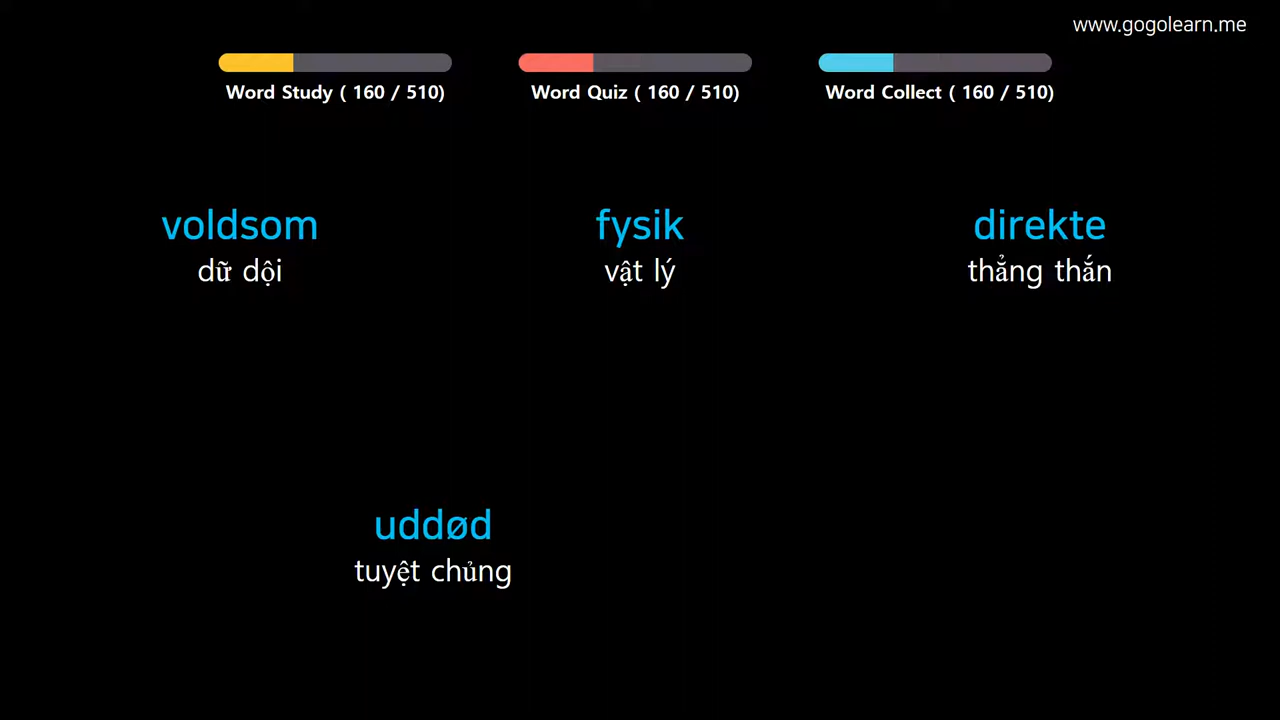 www.gogolearn.me
Word Study ( 160 / 510)
Word Quiz ( 160 / 510)
Word Collect ( 160 / 510)
voldsom
dữ dội
fysik
vật lý
direkte
thẳng thắn
uddød
tuyệt chủng